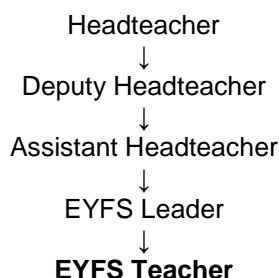 Headteacher
↓
Deputy Headteacher
↓
Assistant Headteacher
↓
EYFS Leader
↓
EYFS Teacher